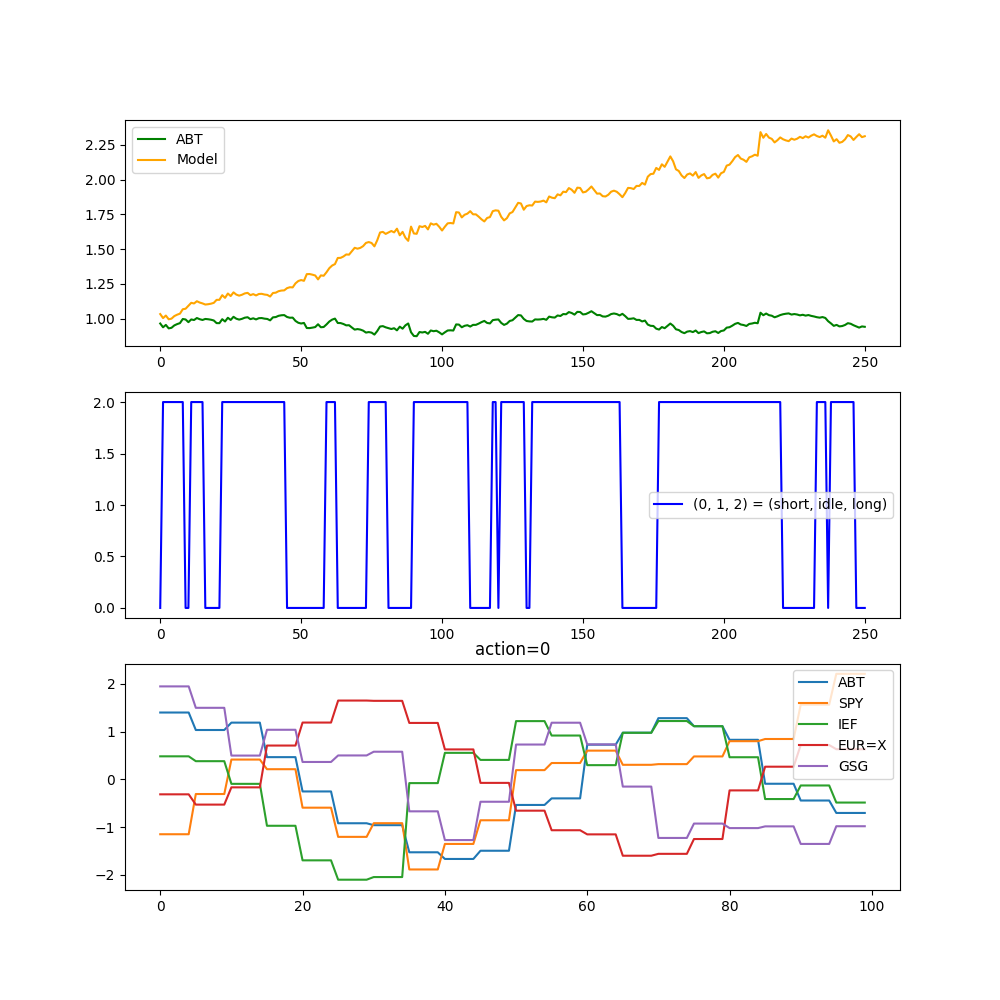 2.25
2.00
1.75
1.50
1.25
1.00
ABT
Model
0 50 100 150 200 250
2.0
1.5
1.0
0.5
0.0
(0, 1, 2) = (short, idle, long)
0 50 100 150 200 250
action=0
2
1
0
−1
−2
ABT
SPY
IEF
EUR=X
GSG
0 20 40 60 80 100